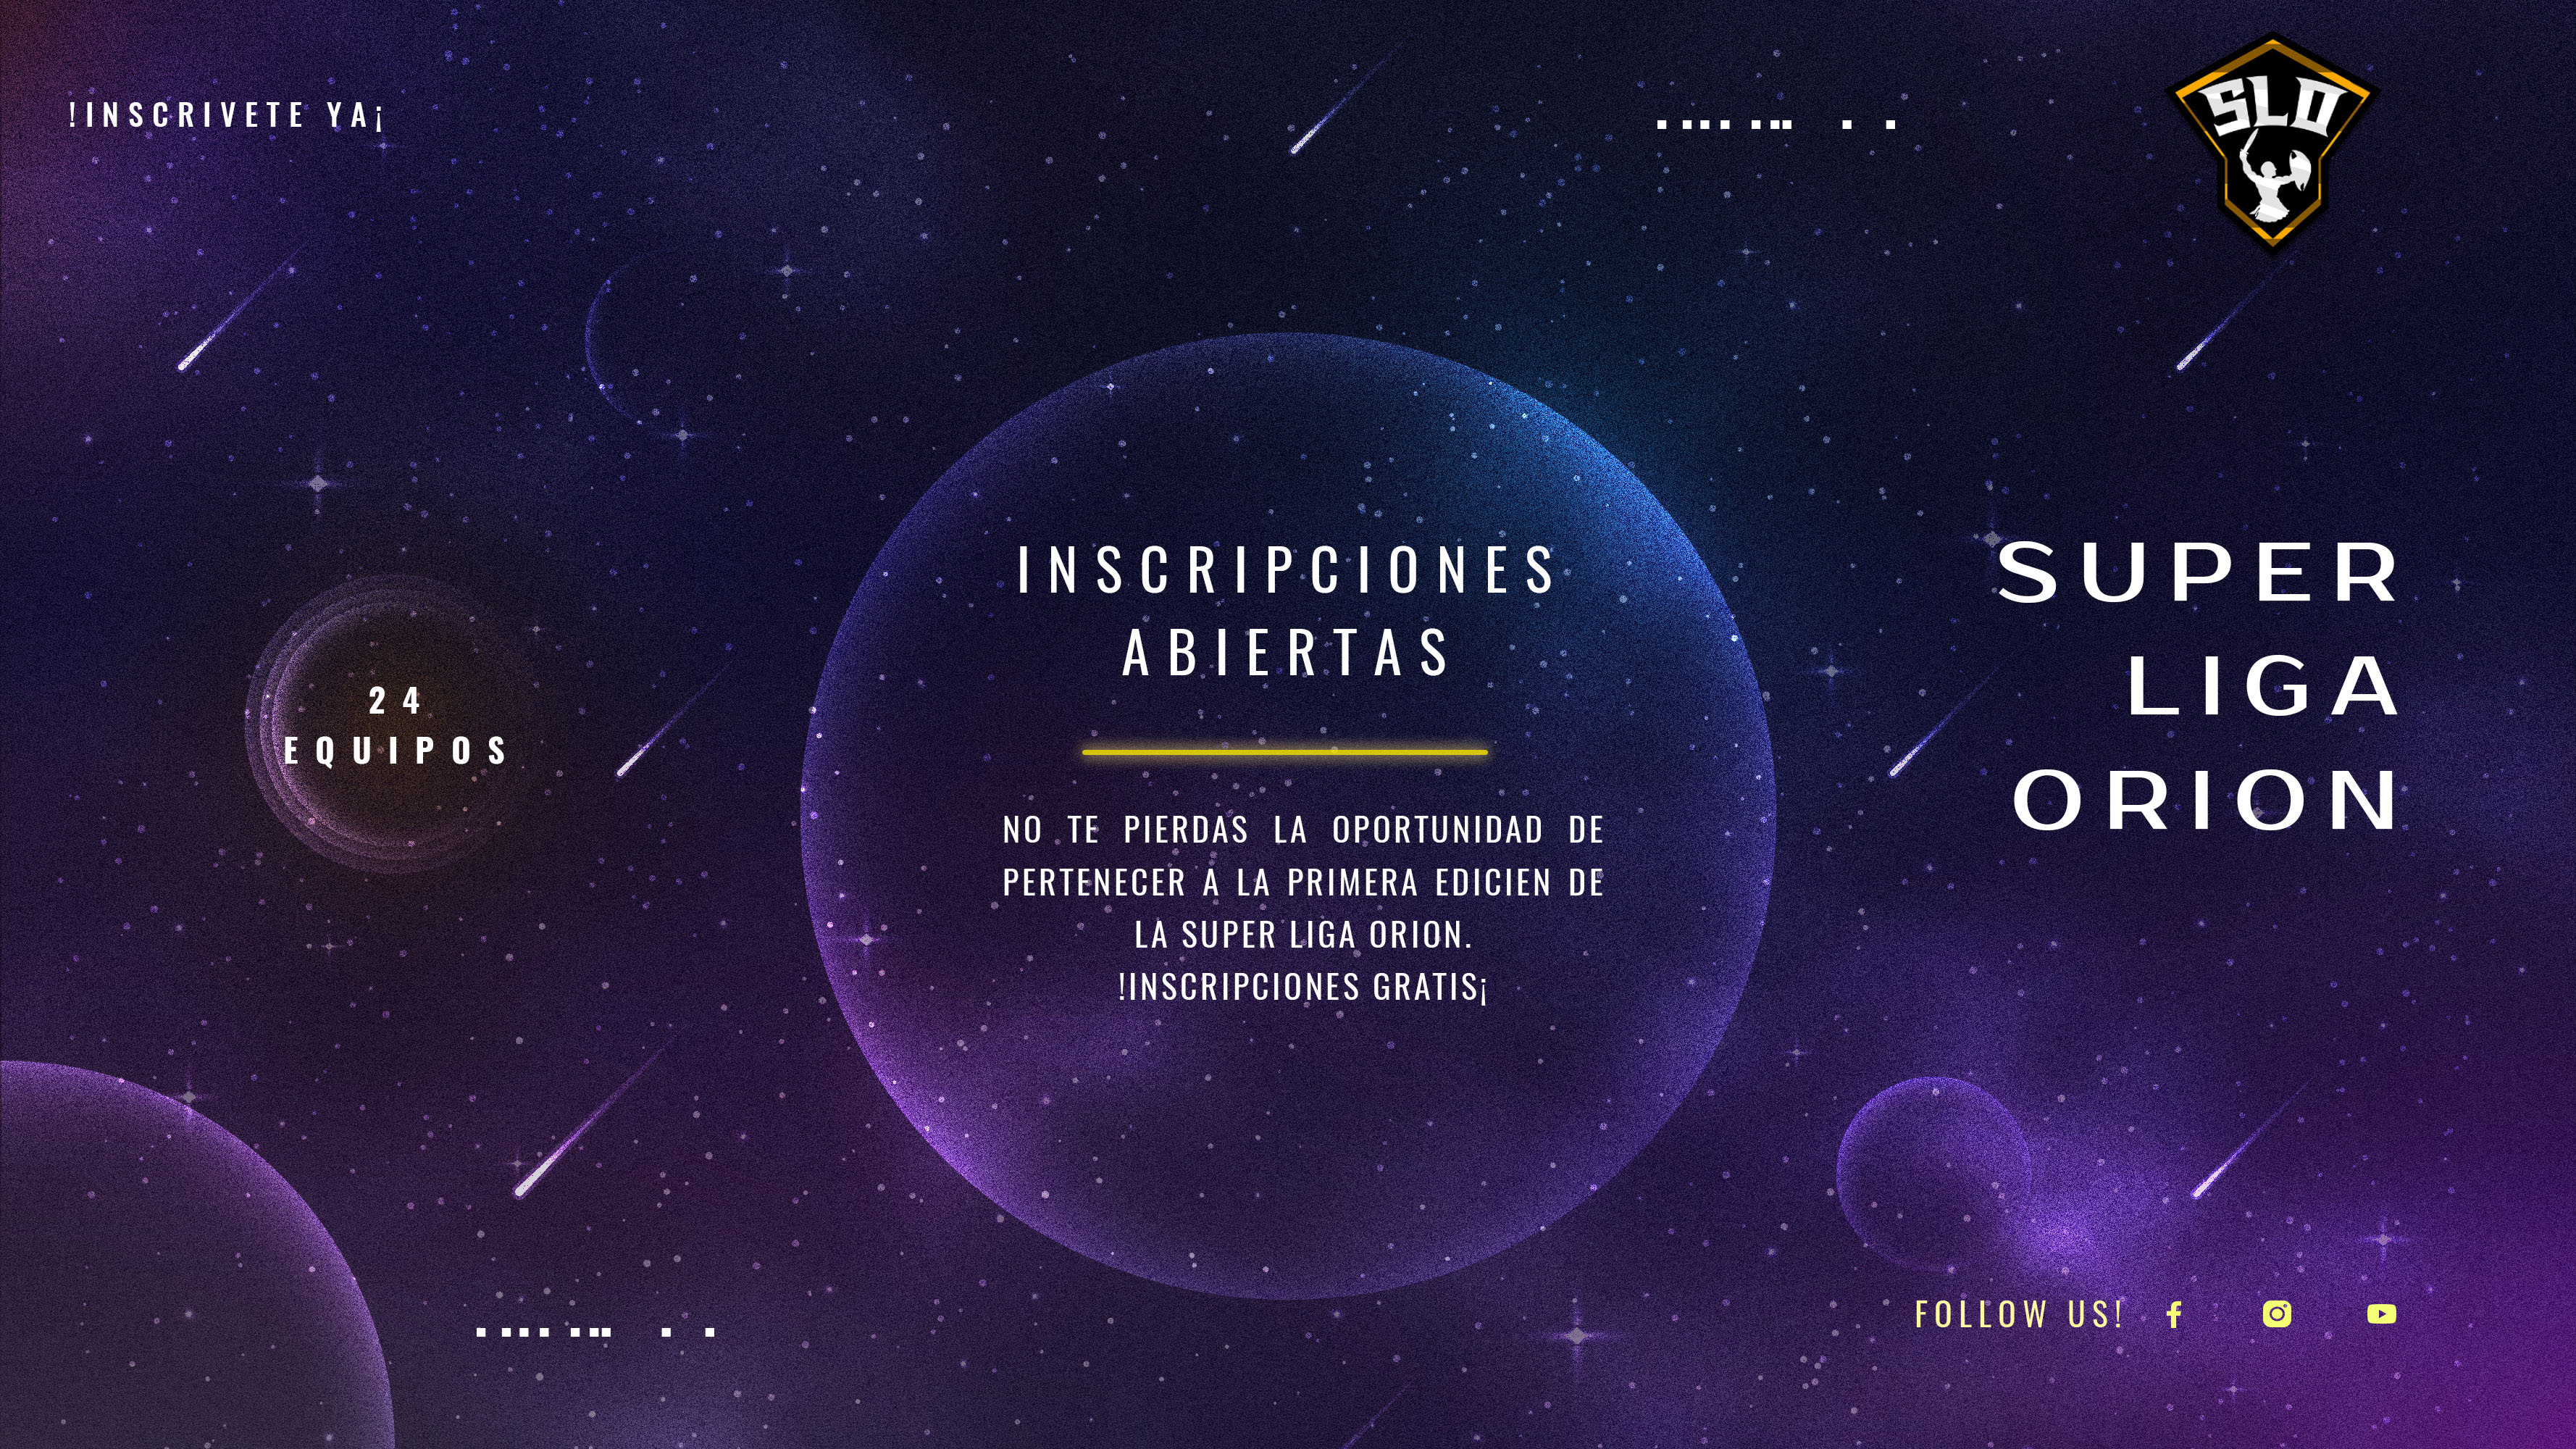 !INSCRIVETE YA¡
SLO
24
EQUIPOS
INSCRIPCIONES
ABIERTAS
NO TE PIERDAS LA OPORTUNIDAD DE
PERTENECER A LA PRIMERA EDICIEN DE
LA SUPER LIGA ORION.
!INSCRIPCIONES GRATIS¡
SUPER
LIGA
ORION
FOLLOW US!